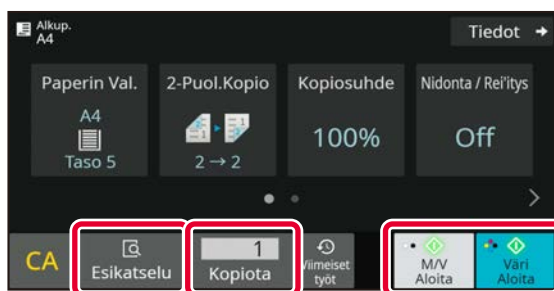 Alkup.
A4
Tiedot
Paperin Val.
A4
Taso 5
2-Puol.Kopio
2 → 2
Kopiosuhde
100%
Nidonta / Rei'itys
Off
CA
Esikatselu
1
Kopiota
Viimeiset
työt
M/V
Aloita
Väri
Aloita